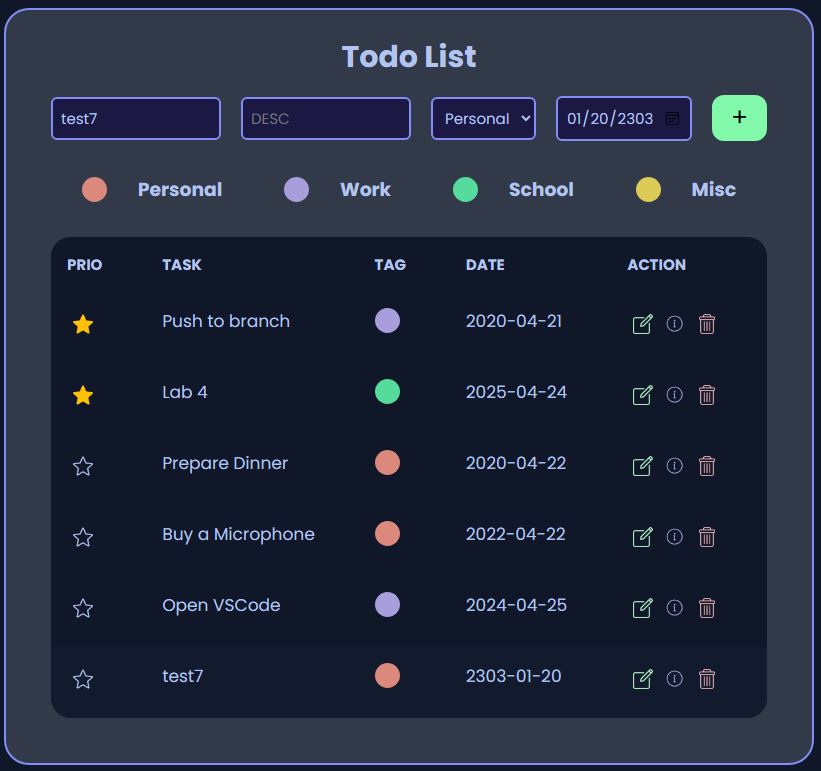 Todo List
test7 DESC Personal 01/20/2303 +
Personal Work School Misc
PRIO TASK TAG DATE ACTION
Push to branch 2020-04-21
Lab 4 2025-04-24
Prepare Dinner 2020-04-22
Buy a Microphone 2022-04-22
Open VSCode 2024-04-25
test7 2303-01-20